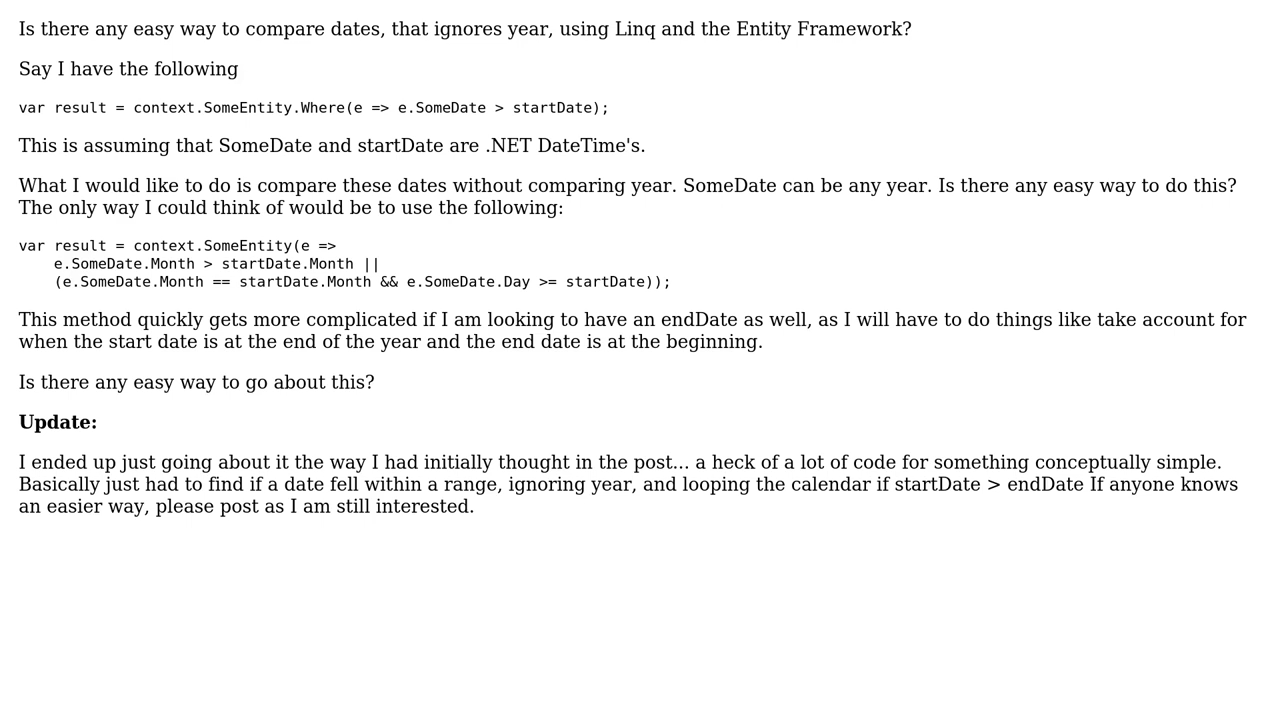 Is there any easy way to compare dates, that ignores year, using Linq and the Entity Framework?
Say I have the following
var result = context.SomeEntity.Where(e => e.SomeDate > startDate);
This is assuming that SomeDate and startDate are .NET DateTime's.
What I would like to do is compare these dates without comparing year. SomeDate can be any year. Is there any easy way to do this?
The only way I could think of would be to use the following:
var result = context.SomeEntity(e =>
    e.SomeDate.Month > startDate.Month ||
    (e.SomeDate.Month == startDate.Month && e.SomeDate.Day >= startDate));
This method quickly gets more complicated if I am looking to have an endDate as well, as I will have to do things like take account for
when the start date is at the end of the year and the end date is at the beginning.
Is there any easy way to go about this?
Update:
I ended up just going about it the way I had initially thought in the post... a heck of a lot of code for something conceptually simple.
Basically just had to find if a date fell within a range, ignoring year, and looping the calendar if startDate > endDate If anyone knows
an easier way, please post as I am still interested.